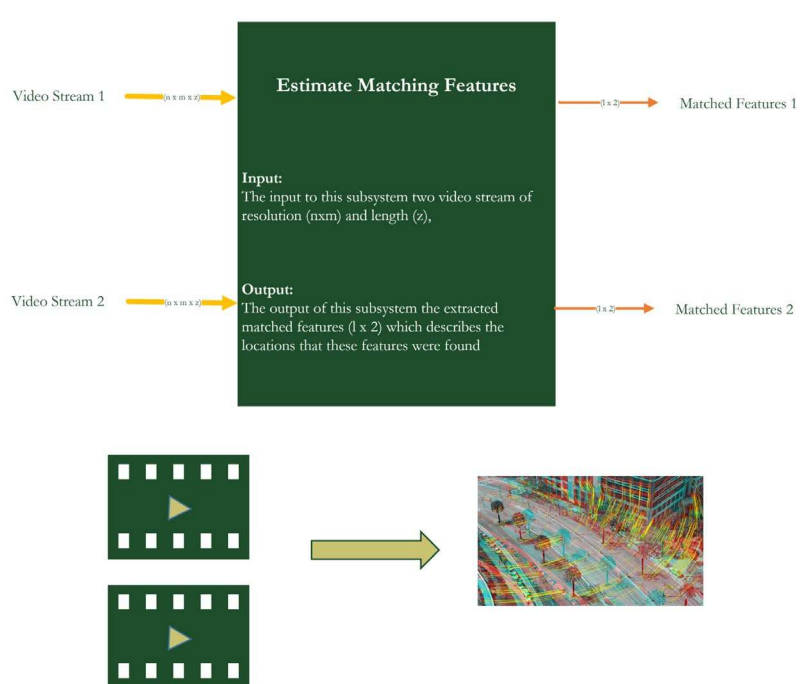 Estimate Matching Features
Video Stream 1
(n x m x z)
(l x 2)
Matched Features 1
Input:
The input to this subsystem two video stream of
resolution (nxm) and length (z),
Output:
The output of this subsystem the extracted
matched features (l x 2) which describes the
locations that these features were found
Video Stream 2
(n x m x z)
(l x 2)
Matched Features 2